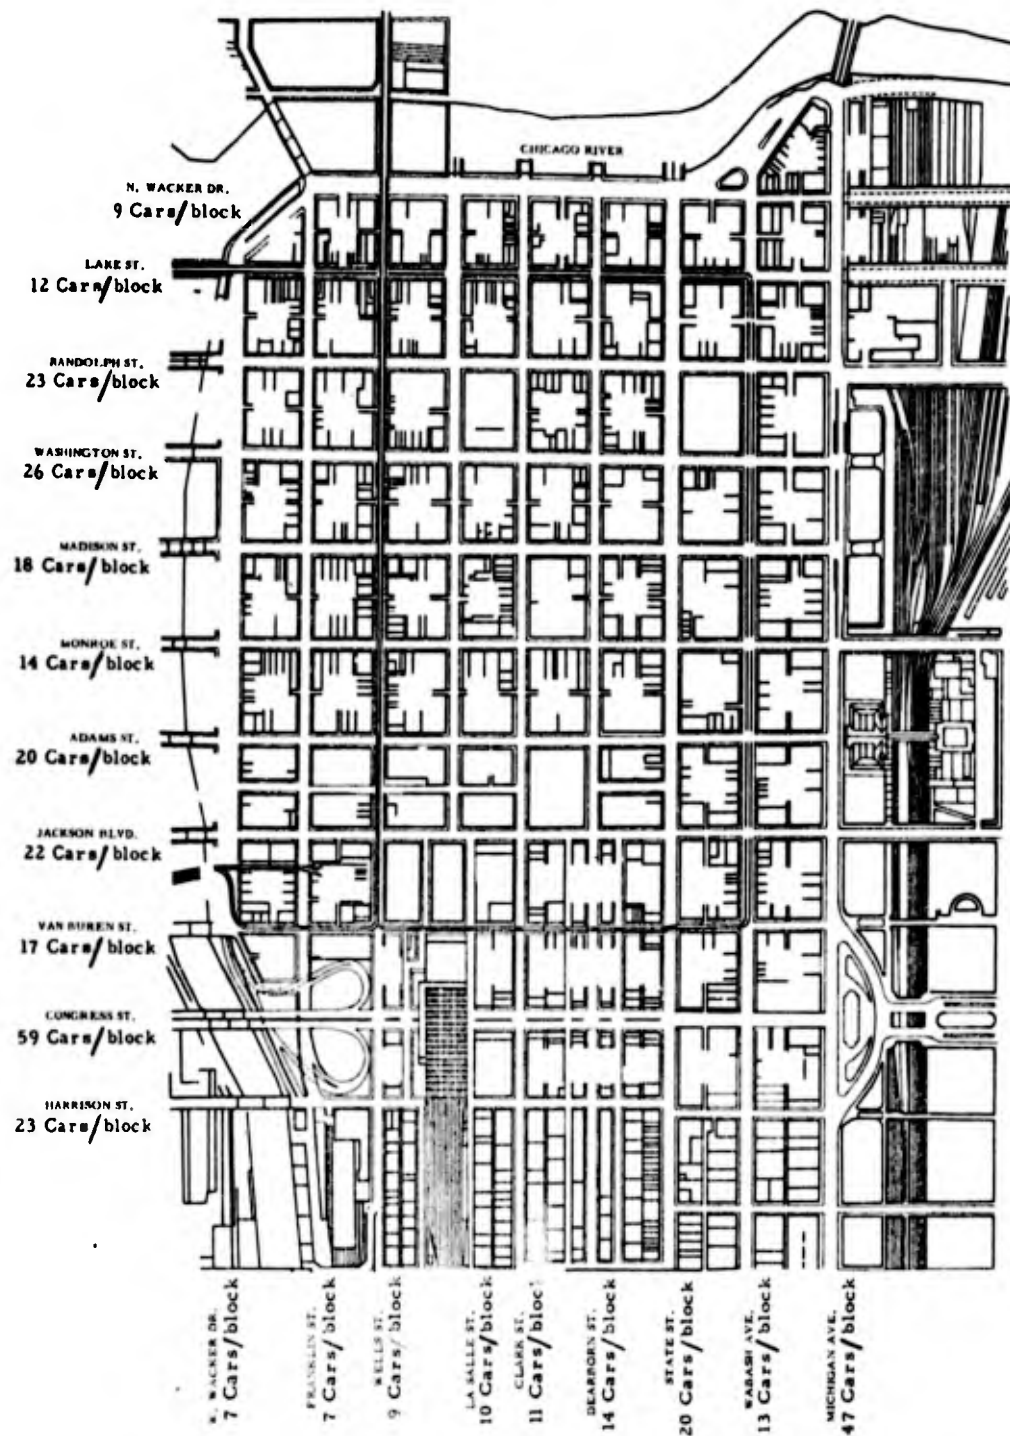 CHICAGO RIVER
N. WACKER DR.
9 Cars/block
LAKE ST.
12 Cars/block
RANDOLPH ST.
23 Cars/block
WASHINGTON ST.
26 Cars/block
MADISON ST.
18 Cars/block
MONROE ST.
14 Cars/block
ADAMS ST.
20 Cars/block
JACKSON BLVD.
22 Cars/block
VAN BUREN ST.
17 Cars/block
CONGRESS ST.
59 Cars/block
HARRISON ST.
23 Cars/block
W. WACKER DR.
7 Cars/block
FRANKLIN ST.
7 Cars/block
WELLS ST.
9 Cars/block
LA SALLE ST.
10 Cars/block
CLARK ST.
11 Cars/block
DEARBORN ST.
14 Cars/block
STATE ST.
20 Cars/block
WABASH AVE.
13 Cars/block
MICHIGAN AVE.
47 Cars/block